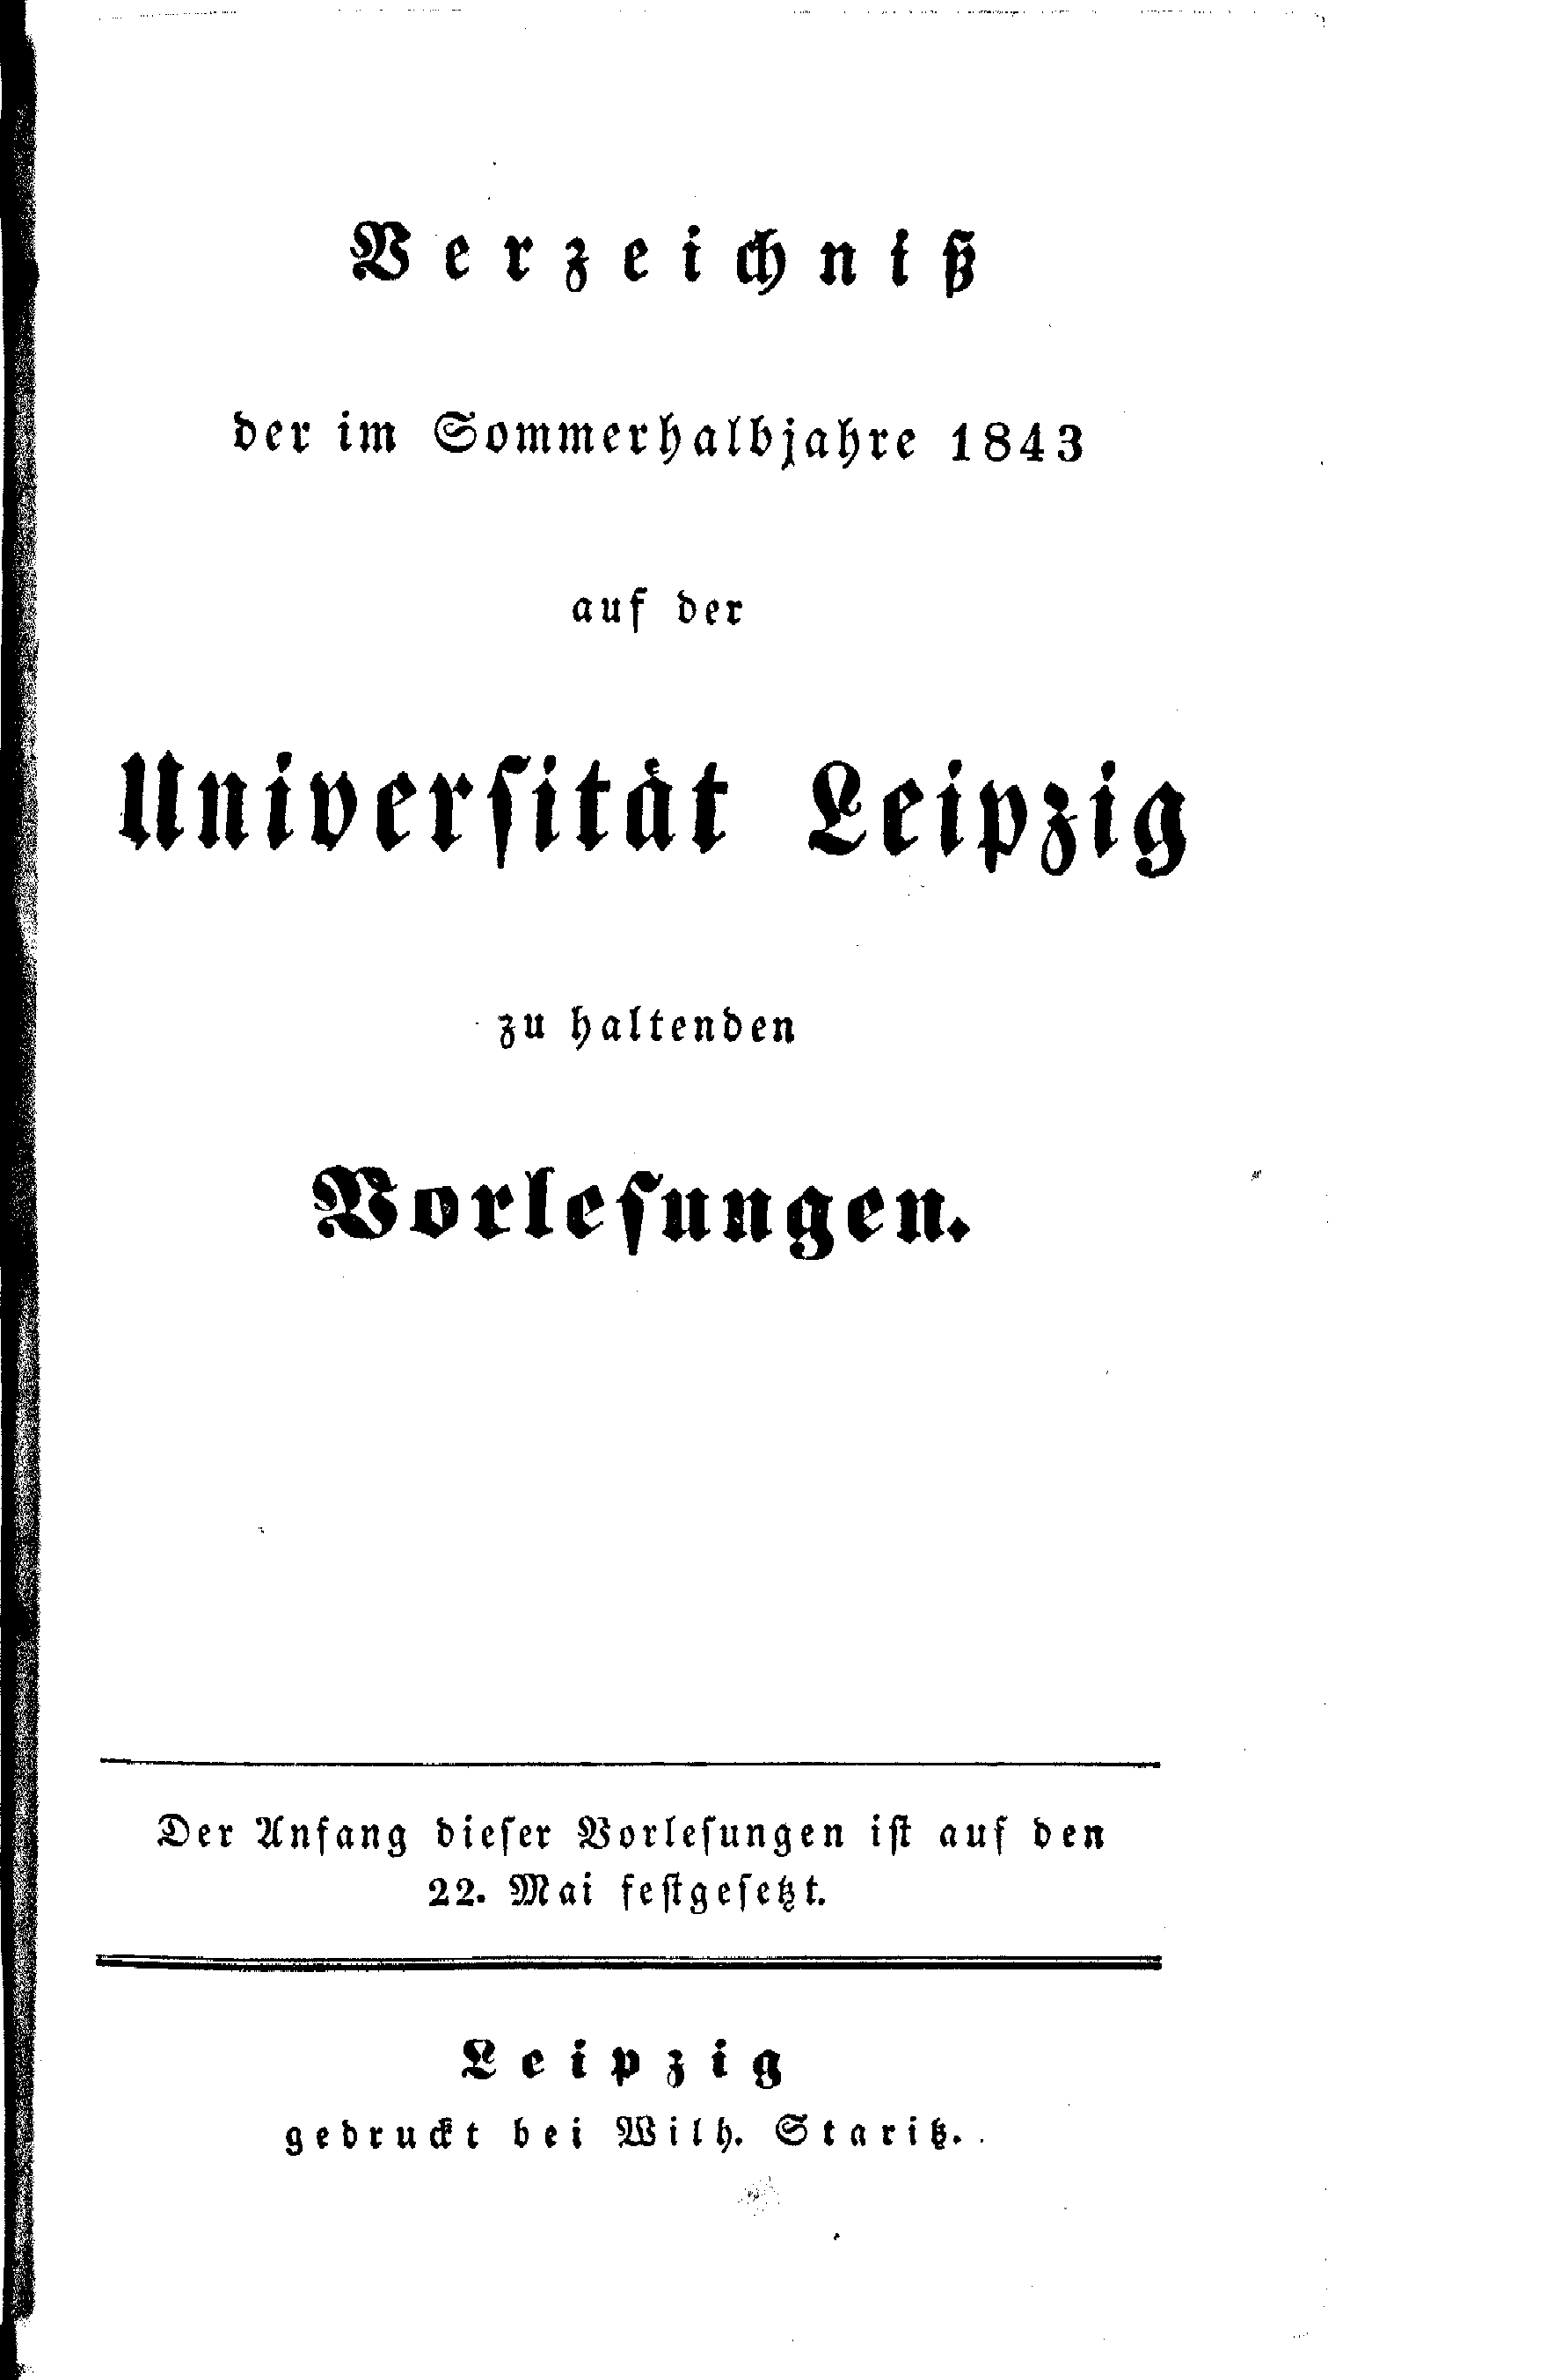 Verzeichniß
der im Sommerhalbjahre 1843
auf der
Universität Leipzig
zu haltenden
Vorlesungen.
Der Anfang dieser Vorlesungen ist auf den
22. Mai festgesetzt.
Leipzig
gedruckt bei Wilh. Staritz.